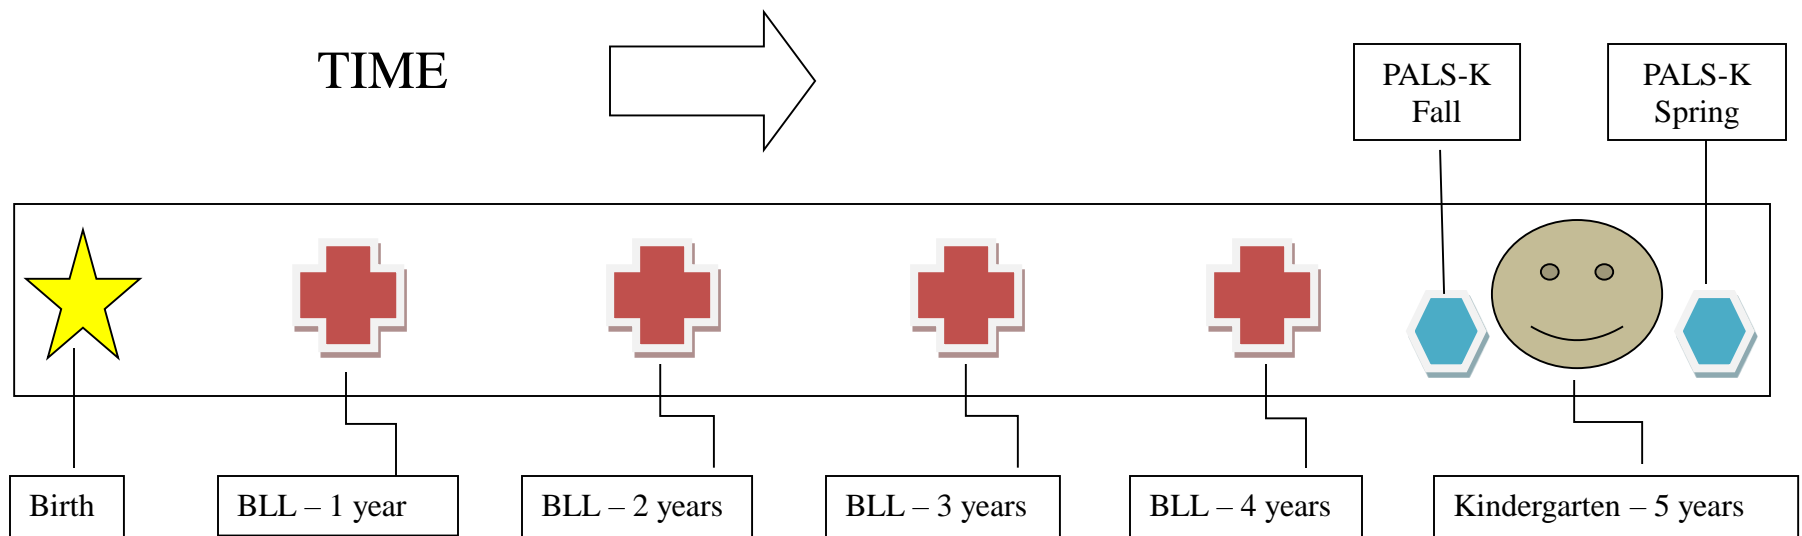 TIME
PALS-K
Fall
PALS-K
Spring
Birth
BLL – 1 year
BLL – 2 years
BLL – 3 years
BLL – 4 years
Kindergarten – 5 years